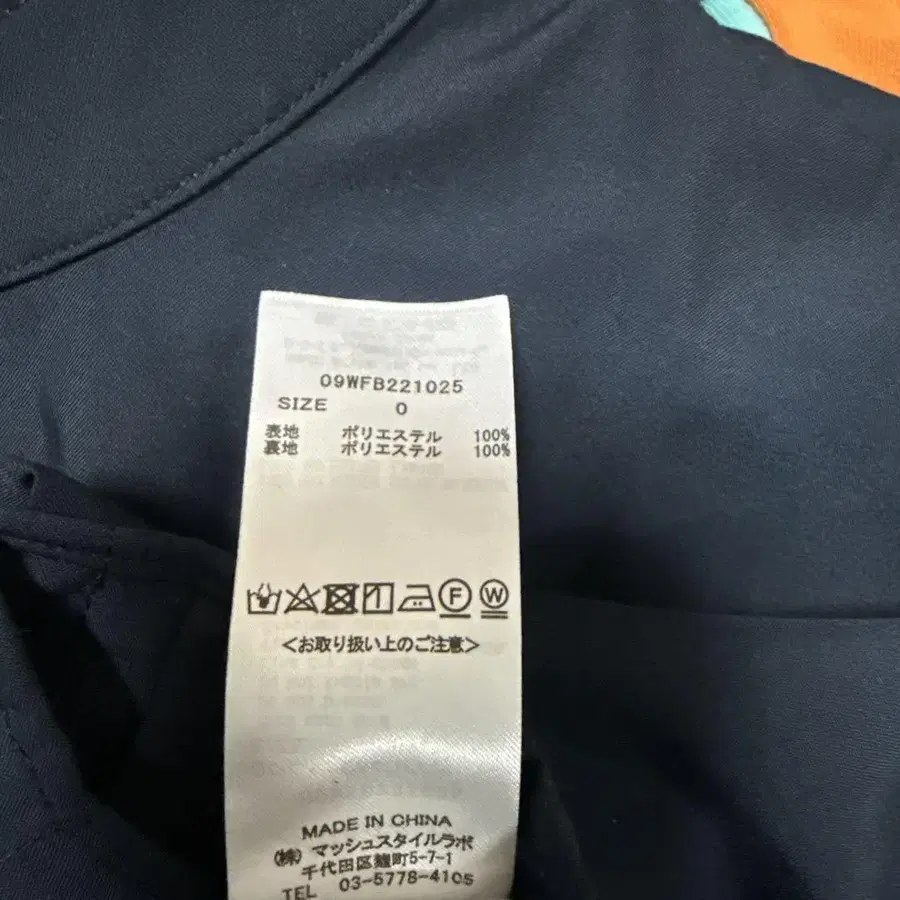 09WFB221025
SIZE 0
表地 ポリエステル 100%
裏地 ポリエステル 100%
F W
<お取り扱い上のご注意>
MADE IN CHINA
(株) マッシュスタイルラボ
千代田区麹町5-7-1
TEL 03-5778-4105